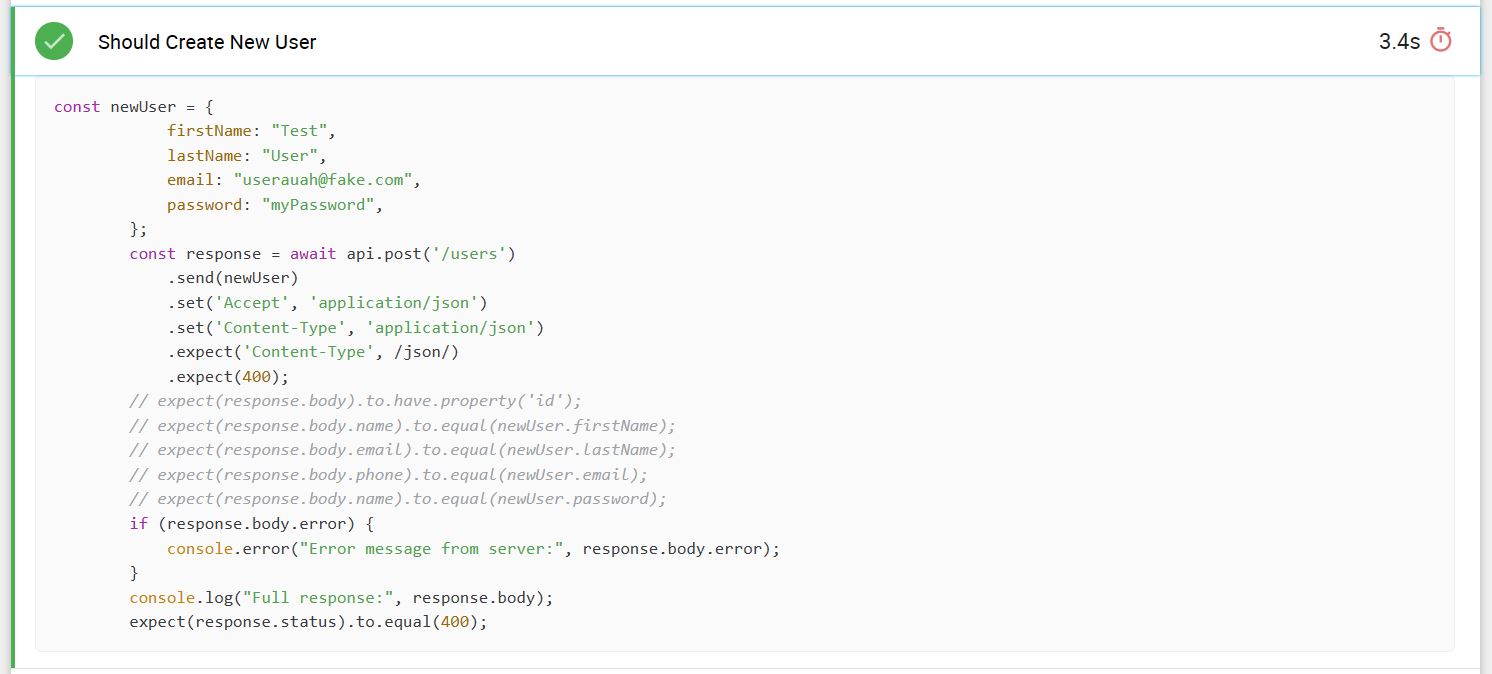 Should Create New User
3.4s
const newUser = {
            firstName: "Test",
            lastName: "User",
            email: "userauah@fake.com",
            password: "myPassword",
        };
        const response = await api.post('/users')
            .send(newUser)
            .set('Accept', 'application/json')
            .set('Content-Type', 'application/json')
            .expect('Content-Type', /json/)
            .expect(400);
        // expect(response.body).to.have.property('id');
        // expect(response.body.name).to.equal(newUser.firstName);
        // expect(response.body.email).to.equal(newUser.lastName);
        // expect(response.body.phone).to.equal(newUser.email);
        // expect(response.body.name).to.equal(newUser.password);
        if (response.body.error) {
            console.error("Error message from server:", response.body.error);
        }
        console.log("Full response:", response.body);
        expect(response.status).to.equal(400);